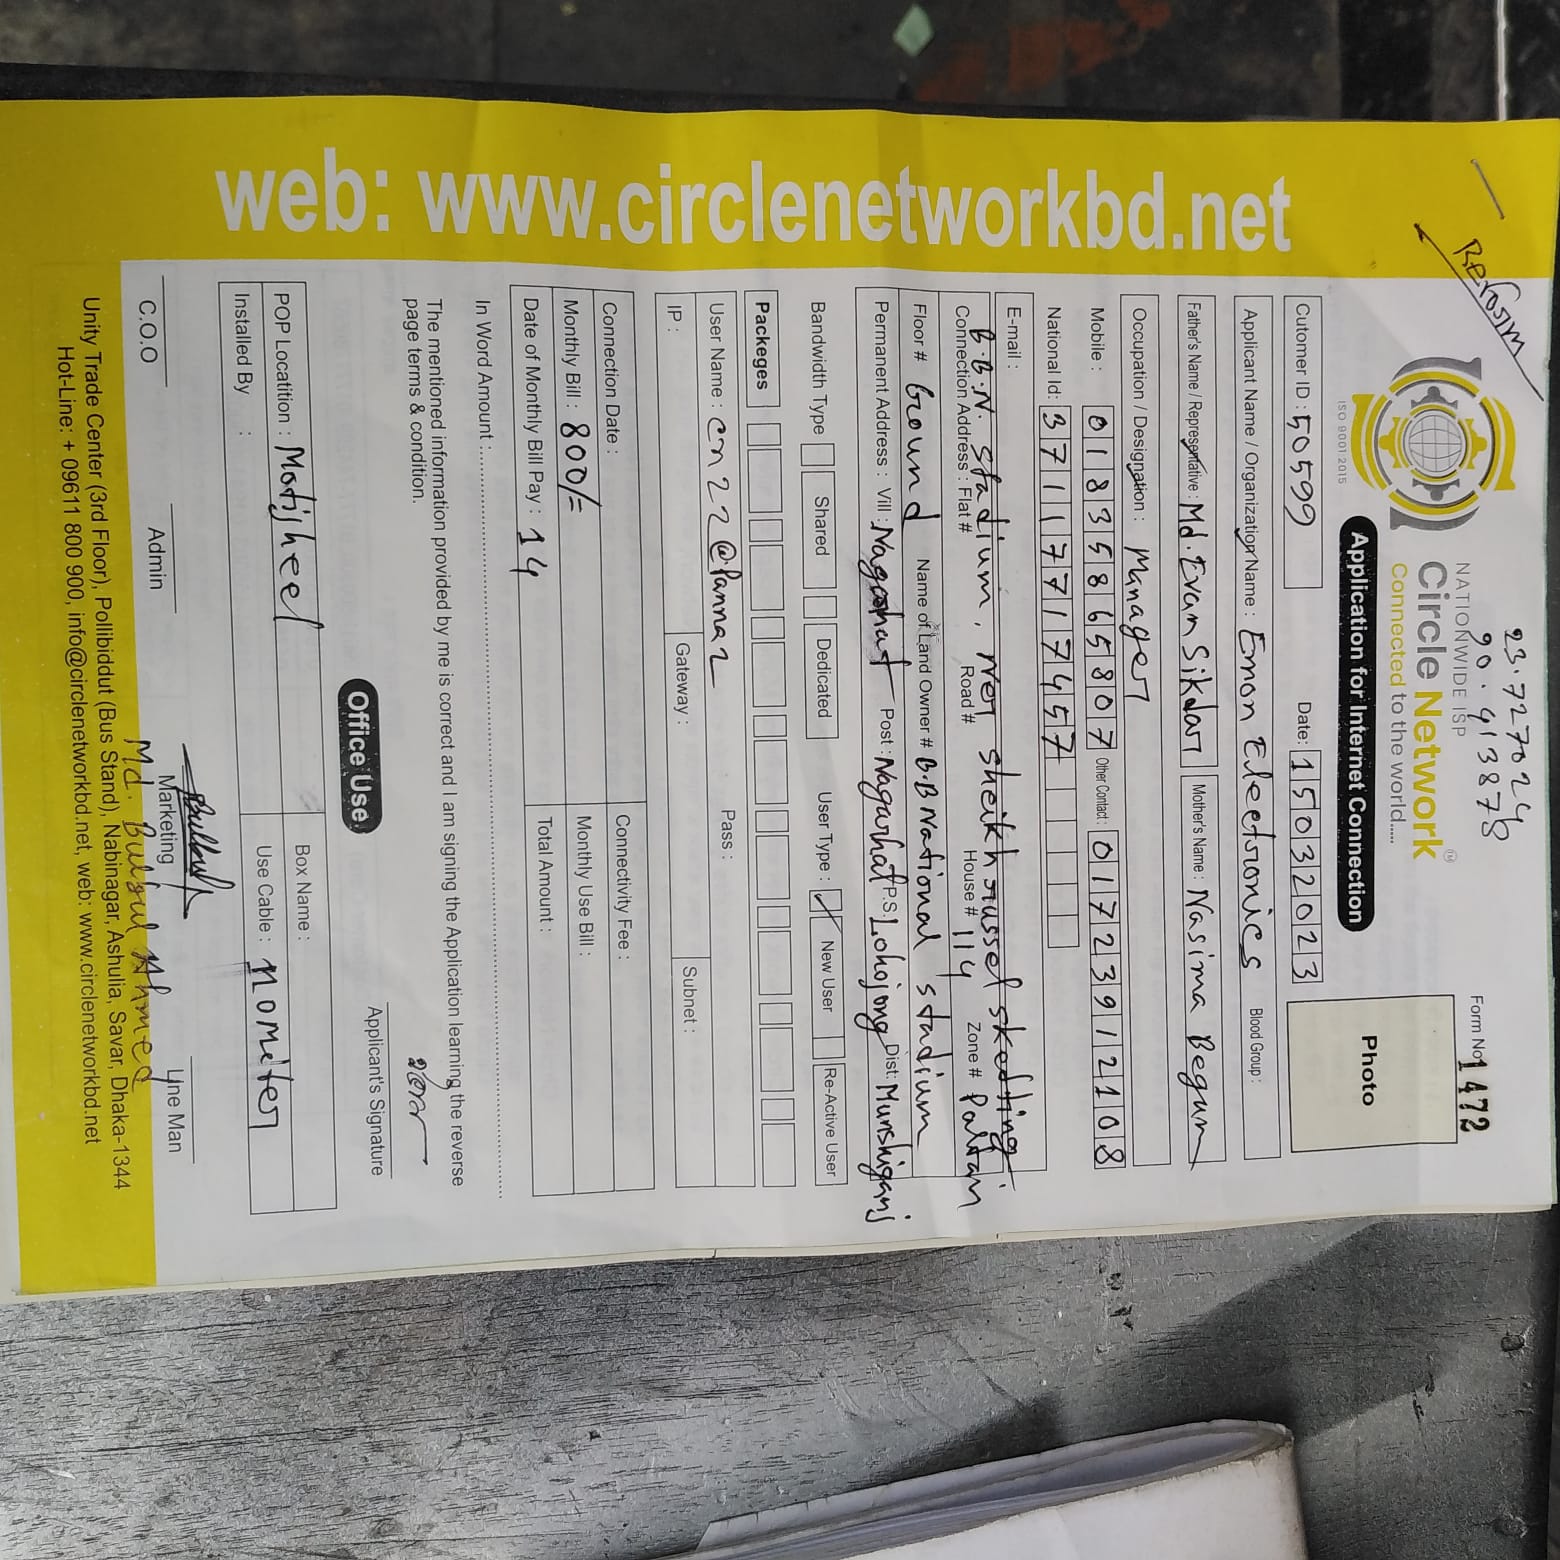 23.727024
90.413878
Form No 1472
NATIONWIDE ISP
Circle Network
Connected to the world.....
ISO 9001:2015
Application for Internet Connection
Photo
Cutomer ID : 50599
Date: 15032023
Applicant Name / Organization Name : Emon Electronics
Blood Group :
Father's Name / Representative : Md. Evan Sikdar
Mother's Name : Nasima Begum
Occupation / Designation : Manager
Mobile : 01835865807
Other Contact : 01723912108
National Id: 37117717457
E-mail :
B.B.N. Stadium, Ner sheikh russel skedting
Connection Address : Flat # Road # House # 114 Zone # Paltan
Floor # Ground Name of Land Owner # B.B National stadium
Permanent Address : Vill : Nagorhat Post : Nagarhat P.S. Lohojong Dist: Munshiganj
Bandwidth Type Shared Dedicated User Type : New User Re-Active User
Packeges
User Name : cn22@Panna2 Pass :
IP : Gateway : Subnet :
Connection Date : Connectivity Fee :
Monthly Bill : 800/= Monthly Use Bill :
Date of Monthly Bill Pay : 14 Total Amount :
In Word Amount :
The mentioned information provided by me is correct and I am signing the Application learning the reverse
page terms & condition.
Applicant's Signature
Office Use
POP Locatition : Motijheel Box Name :
Installed By : Use Cable : nometer
C.O.O Admin Marketing Line Man
Md. Bulbul Ahmed
Unity Trade Center (3rd Floor), Pollibiddut (Bus Stand), Nabinagar, Ashulia, Savar, Dhaka-1344
Hot-Line: + 09611 800 900, info@circlenetworkbd.net, web: www.circlenetworkbd.net
web: www.circlenetworkbd.net